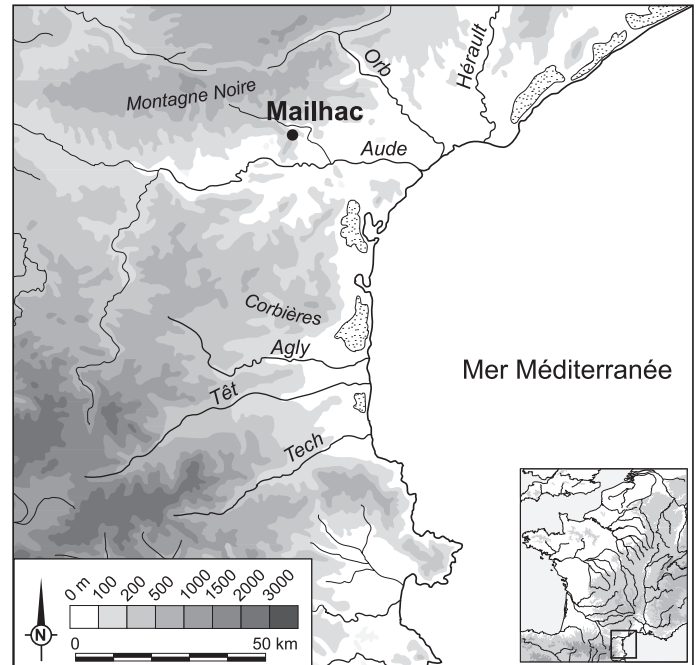 Orb
Hérault
Montagne Noire
Mailhac
Aude
Corbières
Agly
Mer Méditerranée
Têt
Tech
0 m 100 200 500 1000 1500 2000 3000
N
0 50 km